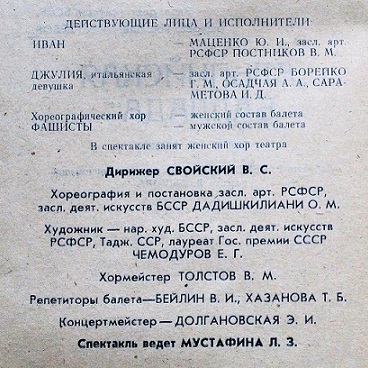 ДЕЙСТВУЮЩИЕ ЛИЦА И ИСПОЛНИТЕЛИ:
ИВАН МАЦЕНКО Ю. И., засл. арт.
РСФСР ПОСТНИКОВ В. М.
ДЖУЛИЯ, итальянская засл. арт. РСФСР БОРЕПКО
девушка Г. М., ОСАДЧАЯ А. А., САРА-
МЕТОВА И. Д.
Хореографический хор женский состав балета
ФАШИСТЫ мужской состав балета
В спектакле занят женский хор театра
Дирижер СВОЙСКИЙ В. С.
Хореография и постановка засл. арт. РСФСР,
засл. деят. искусств БССР ДАДИШКИЛИАНИ О. М.
Художник — нар. худ. БССР, засл. деят. искусств
РСФСР, Тадж. ССР, лауреат Гос. премии СССР
ЧЕМОДУРОВ Е. Г.
Хормейстер ТОЛСТОВ В. М.
Репетиторы балета—БЕЙЛИН В. И., ХАЗАНОВА Т. Б.
Концертмейстер—ДОЛГАНОВСКАЯ Э. И.
Спектакль ведет МУСТАФИНА Л. З.